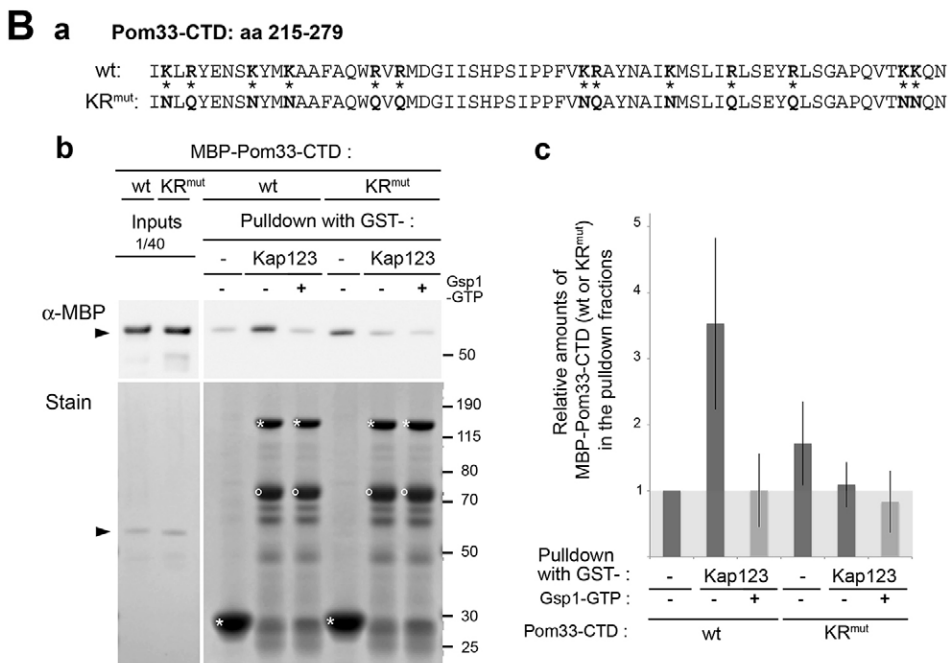 B a Pom33-CTD: aa 215-279
wt: IKLRYENSKYMKAAFAQWRVRMDGIISHPSIPPFVKRAYNAIKMSLIRLSEYRLSGAPQVTKKQN
* * * * * * * * * * * * *
KRmut: INLQYENSNYMNAAFAQWQVQMDGIISHPSIPPFVNQAYNAINMSLIQLSEYQLSGAPQVTNNQN
b
MBP-Pom33-CTD :
wt KRmut wt KRmut
Inputs
1/40
Pulldown with GST- :
- Kap123 - Kap123
- - + - - +
Gsp1
-GTP
α-MBP
50
Stain
190
115
80
70
50
30
25
c
Relative amounts of
MBP-Pom33-CTD (wt or KRmut)
in the pulldown fractions
5
4
3
2
1
Pulldown
with GST- : - Kap123 - Kap123
Gsp1-GTP : - - + - - +
Pom33-CTD : wt KRmut